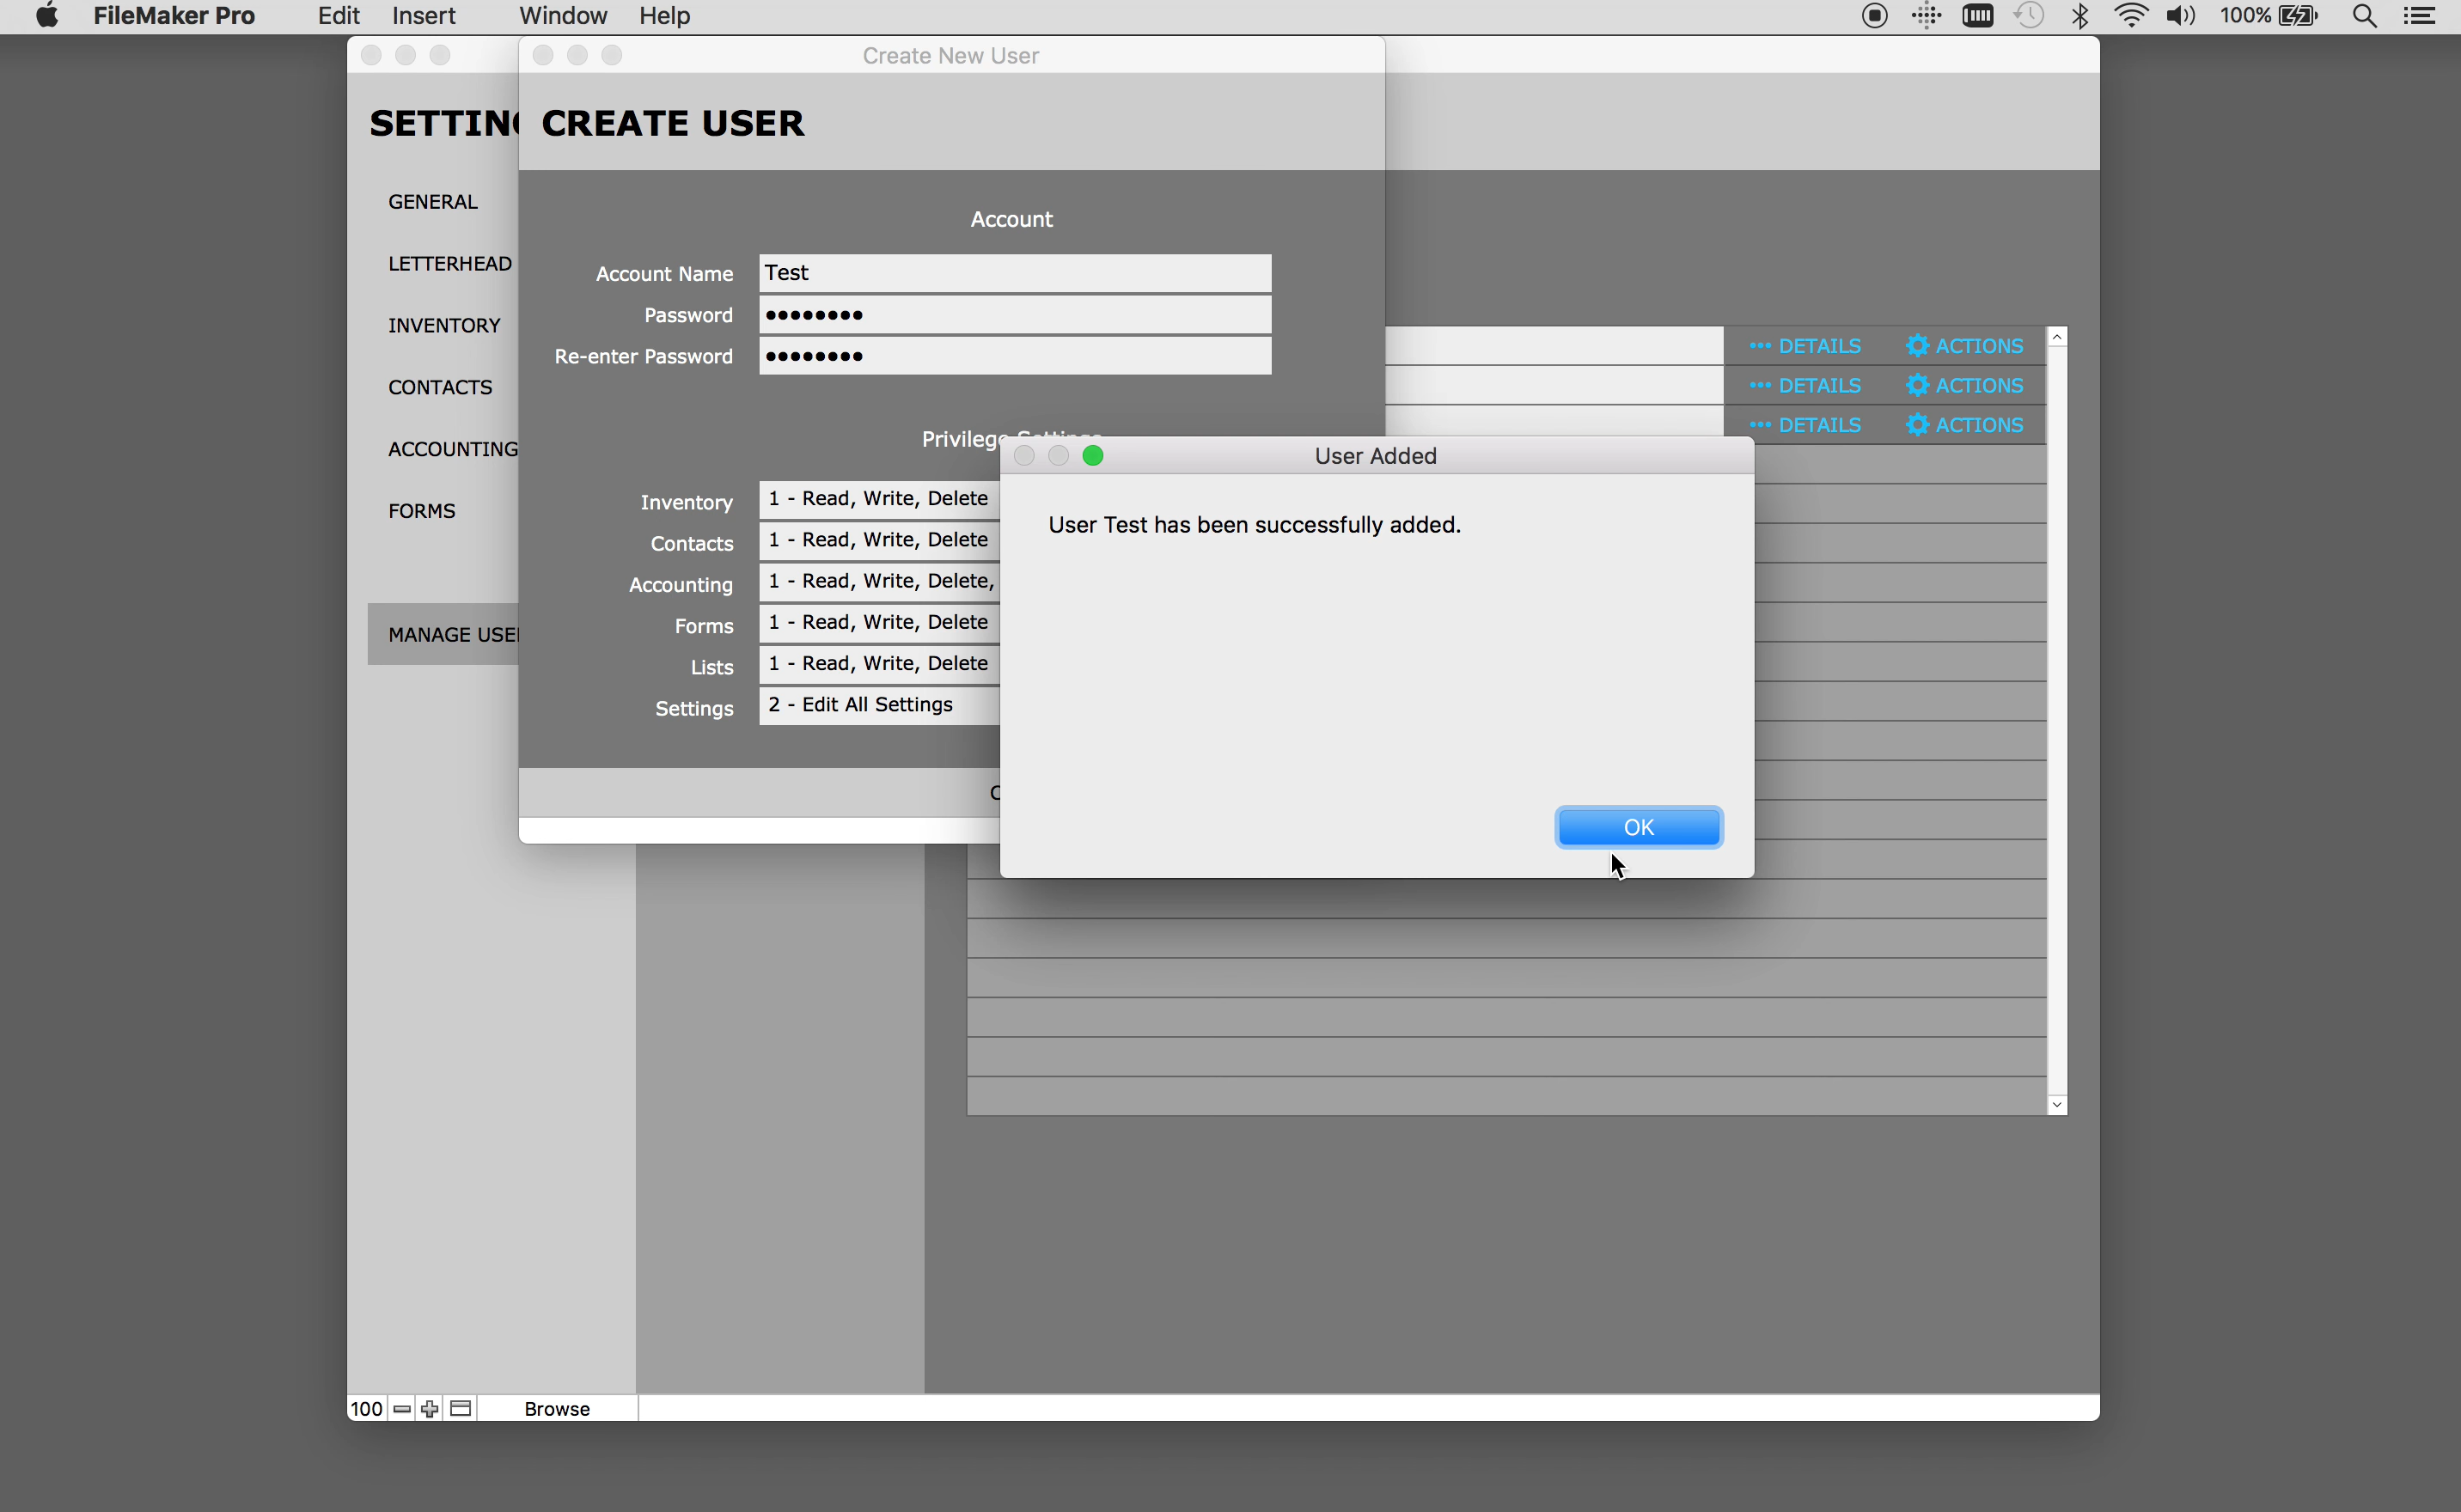 FileMaker Pro Edit Insert Window Help 100%
Create New User
SETTING CREATE USER
GENERAL
LETTERHEAD
INVENTORY
CONTACTS
ACCOUNTING
FORMS
MANAGE USE
Account
Account Name Test
Password ••••••••
Re-enter Password ••••••••
Privilege Settings
Inventory 1 - Read, Write, Delete
Contacts 1 - Read, Write, Delete
Accounting 1 - Read, Write, Delete,
Forms 1 - Read, Write, Delete
Lists 1 - Read, Write, Delete
Settings 2 - Edit All Settings
••• DETAILS ACTIONS
••• DETAILS ACTIONS
••• DETAILS ACTIONS
User Added
User Test has been successfully added.
OK
100 Browse